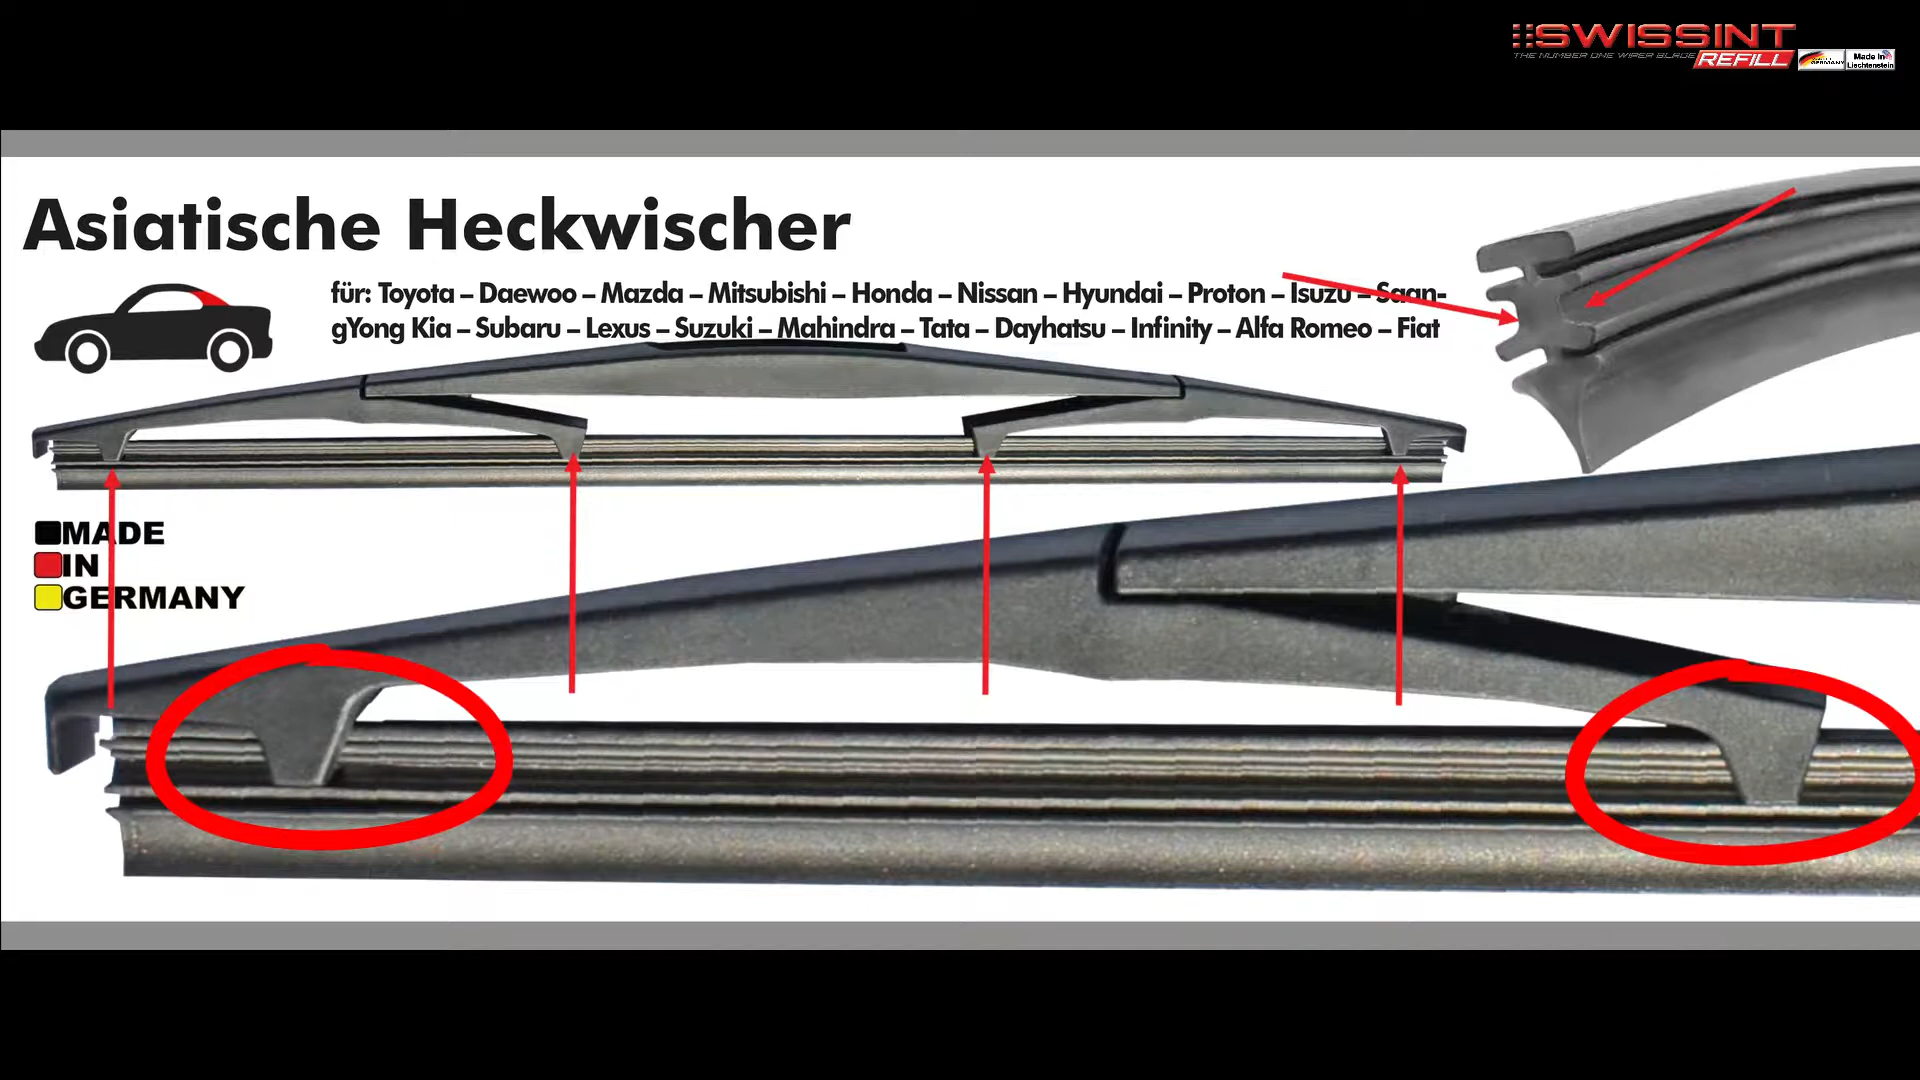 SWISSINT
THE NUMBER ONE WIPER BLADE
REFILL
GERMANY
Made in
Liechtenstein
Asiatische Heckwischer
für: Toyota – Daewoo – Mazda – Mitsubishi – Honda – Nissan – Hyundai – Proton – Isuzu – Saan-
gYong Kia – Subaru – Lexus – Suzuki – Mahindra – Tata – Dayhatsu – Infinity – Alfa Romeo – Fiat
MADE
IN
GERMANY